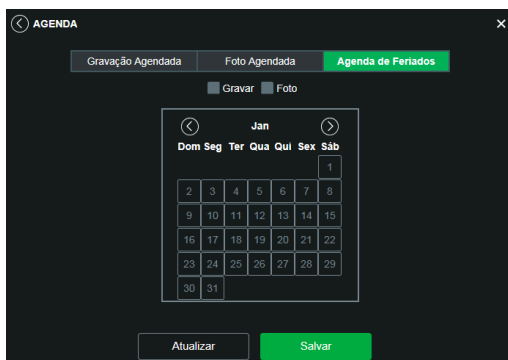 AGENDA
Gravação Agendada Foto Agendada Agenda de Feriados
Gravar Foto
Jan
Dom Seg Ter Qua Qui Sex Sáb
1
2 3 4 5 6 7 8
9 10 11 12 13 14 15
16 17 18 19 20 21 22
23 24 25 26 27 28 29
30 31
Atualizar Salvar